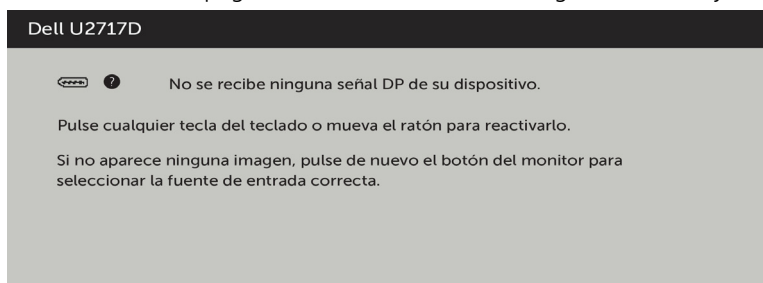 Dell U2717D
No se recibe ninguna señal DP de su dispositivo.
Pulse cualquier tecla del teclado o mueva el ratón para reactivarlo.
Si no aparece ninguna imagen, pulse de nuevo el botón del monitor para
seleccionar la fuente de entrada correcta.